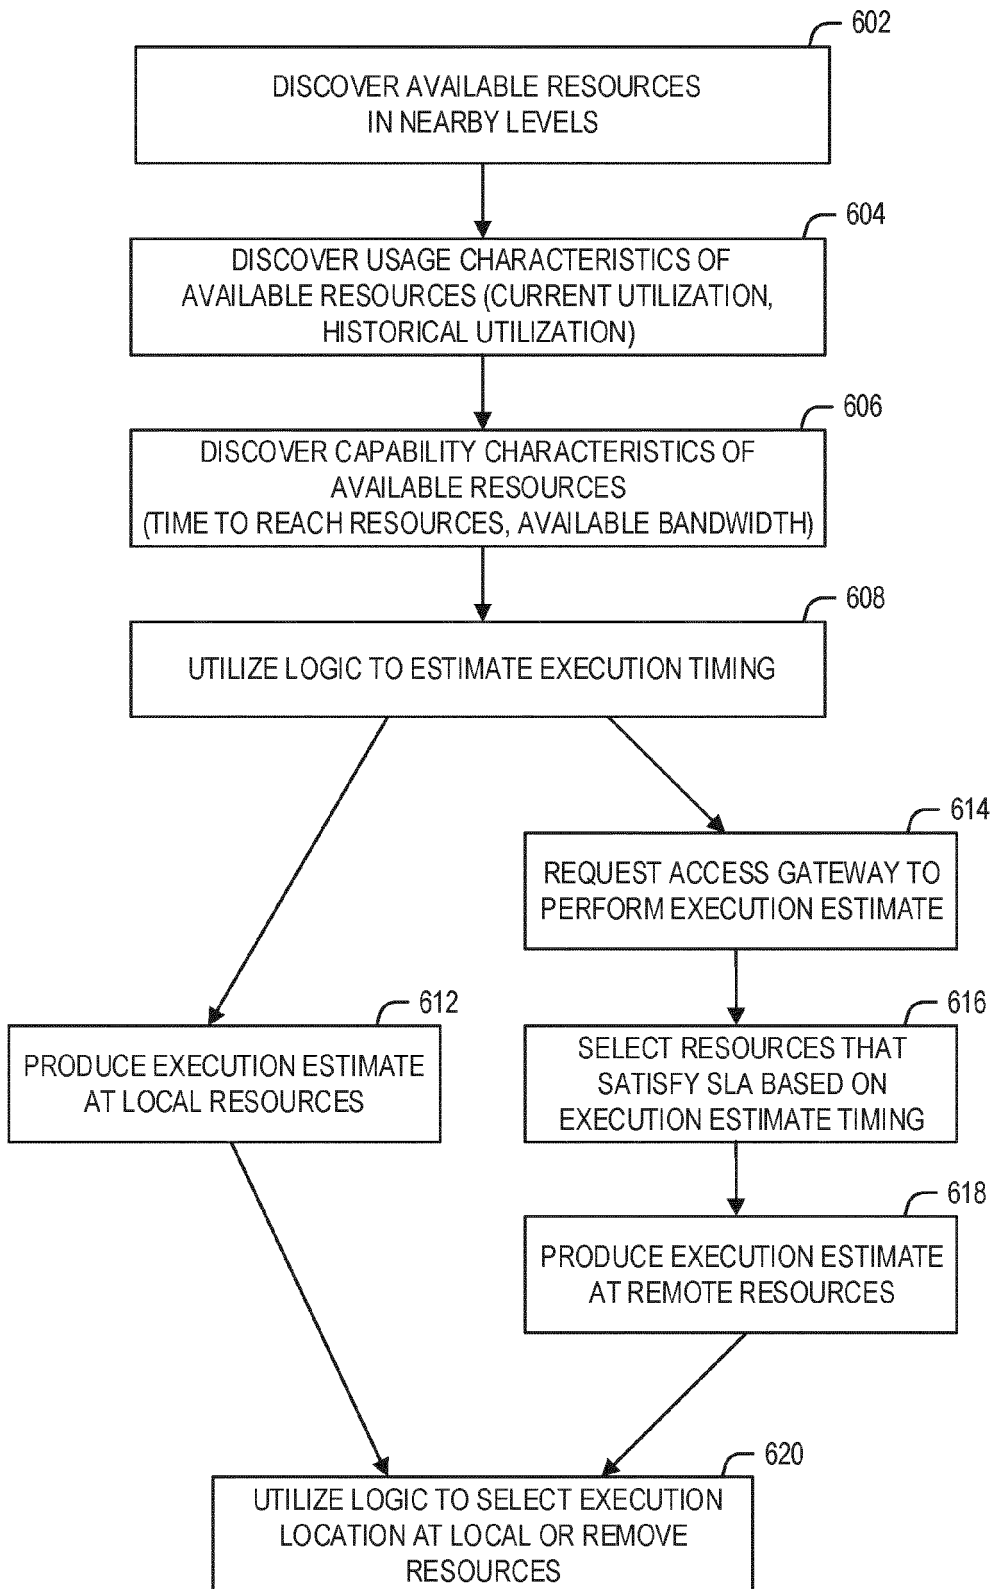 602
DISCOVER AVAILABLE RESOURCES
IN NEARBY LEVELS
604
DISCOVER USAGE CHARACTERISTICS OF
AVAILABLE RESOURCES (CURRENT UTILIZATION,
HISTORICAL UTILIZATION)
606
DISCOVER CAPABILITY CHARACTERISTICS OF
AVAILABLE RESOURCES
(TIME TO REACH RESOURCES, AVAILABLE BANDWIDTH)
608
UTILIZE LOGIC TO ESTIMATE EXECUTION TIMING
614
REQUEST ACCESS GATEWAY TO
PERFORM EXECUTION ESTIMATE
612
PRODUCE EXECUTION ESTIMATE
AT LOCAL RESOURCES
616
SELECT RESOURCES THAT
SATISFY SLA BASED ON
EXECUTION ESTIMATE TIMING
618
PRODUCE EXECUTION ESTIMATE
AT REMOTE RESOURCES
620
UTILIZE LOGIC TO SELECT EXECUTION
LOCATION AT LOCAL OR REMOVE
RESOURCES